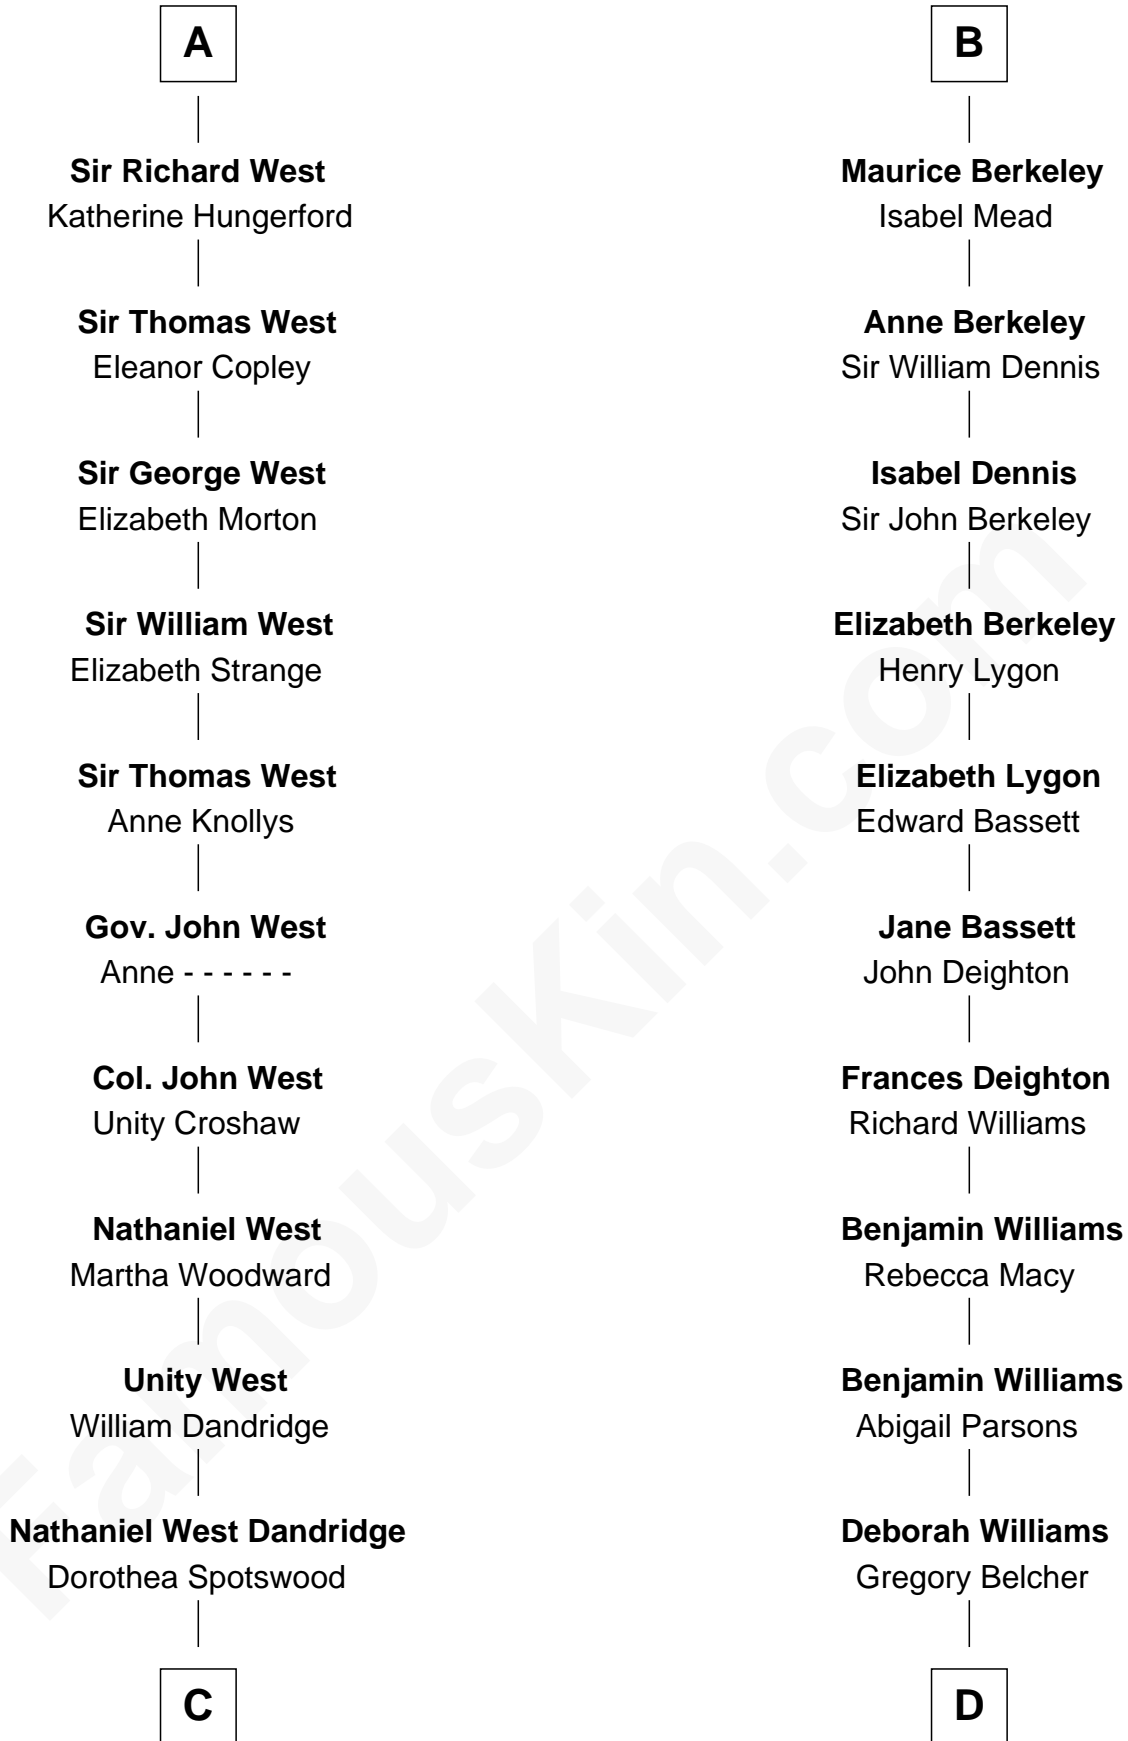 A
Sir Richard West
Katherine Hungerford
Sir Thomas West
Eleanor Copley
Sir George West
Elizabeth Morton
Sir William West
Elizabeth Strange
Sir Thomas West
Anne Knollys
Gov. John West
Anne - - - - - -
Col. John West
Unity Croshaw
Nathaniel West
Martha Woodward
Unity West
William Dandridge
Nathaniel West Dandridge
Dorothea Spotswood
C
B
Maurice Berkeley
Isabel Mead
Anne Berkeley
Sir William Dennis
Isabel Dennis
Sir John Berkeley
Elizabeth Berkeley
Henry Lygon
Elizabeth Lygon
Edward Bassett
Jane Bassett
John Deighton
Frances Deighton
Richard Williams
Benjamin Williams
Rebecca Macy
Benjamin Williams
Abigail Parsons
Deborah Williams
Gregory Belcher
D
FamousKin.com